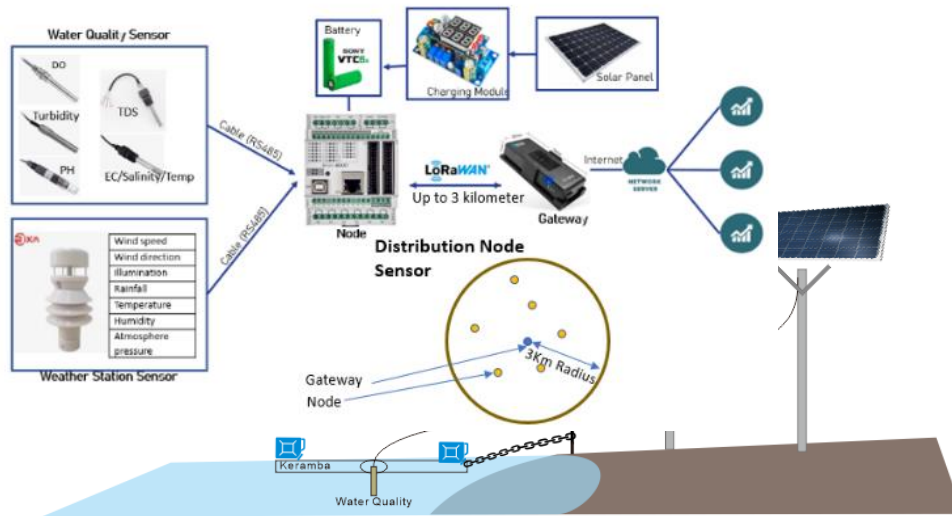 Water Quality Sensor
DO
TDS
Turbidity
PH
EC/Salinity/Temp
Cable (RS485)
Battery
SONY
Charging Module
Solar Panel
LoRaWAN
Up to 3 kilometer
Node
Gateway
Internet
NETWORK
SERVER
Wind speed
Wind direction
Illumination
Rainfall
Temperature
Humidity
Atmosphere
pressure
Cable (RS485)
Weather Station Sensor
Distribution Node
Sensor
3Km Radius
Gateway
Node
Keramba
Water Quality